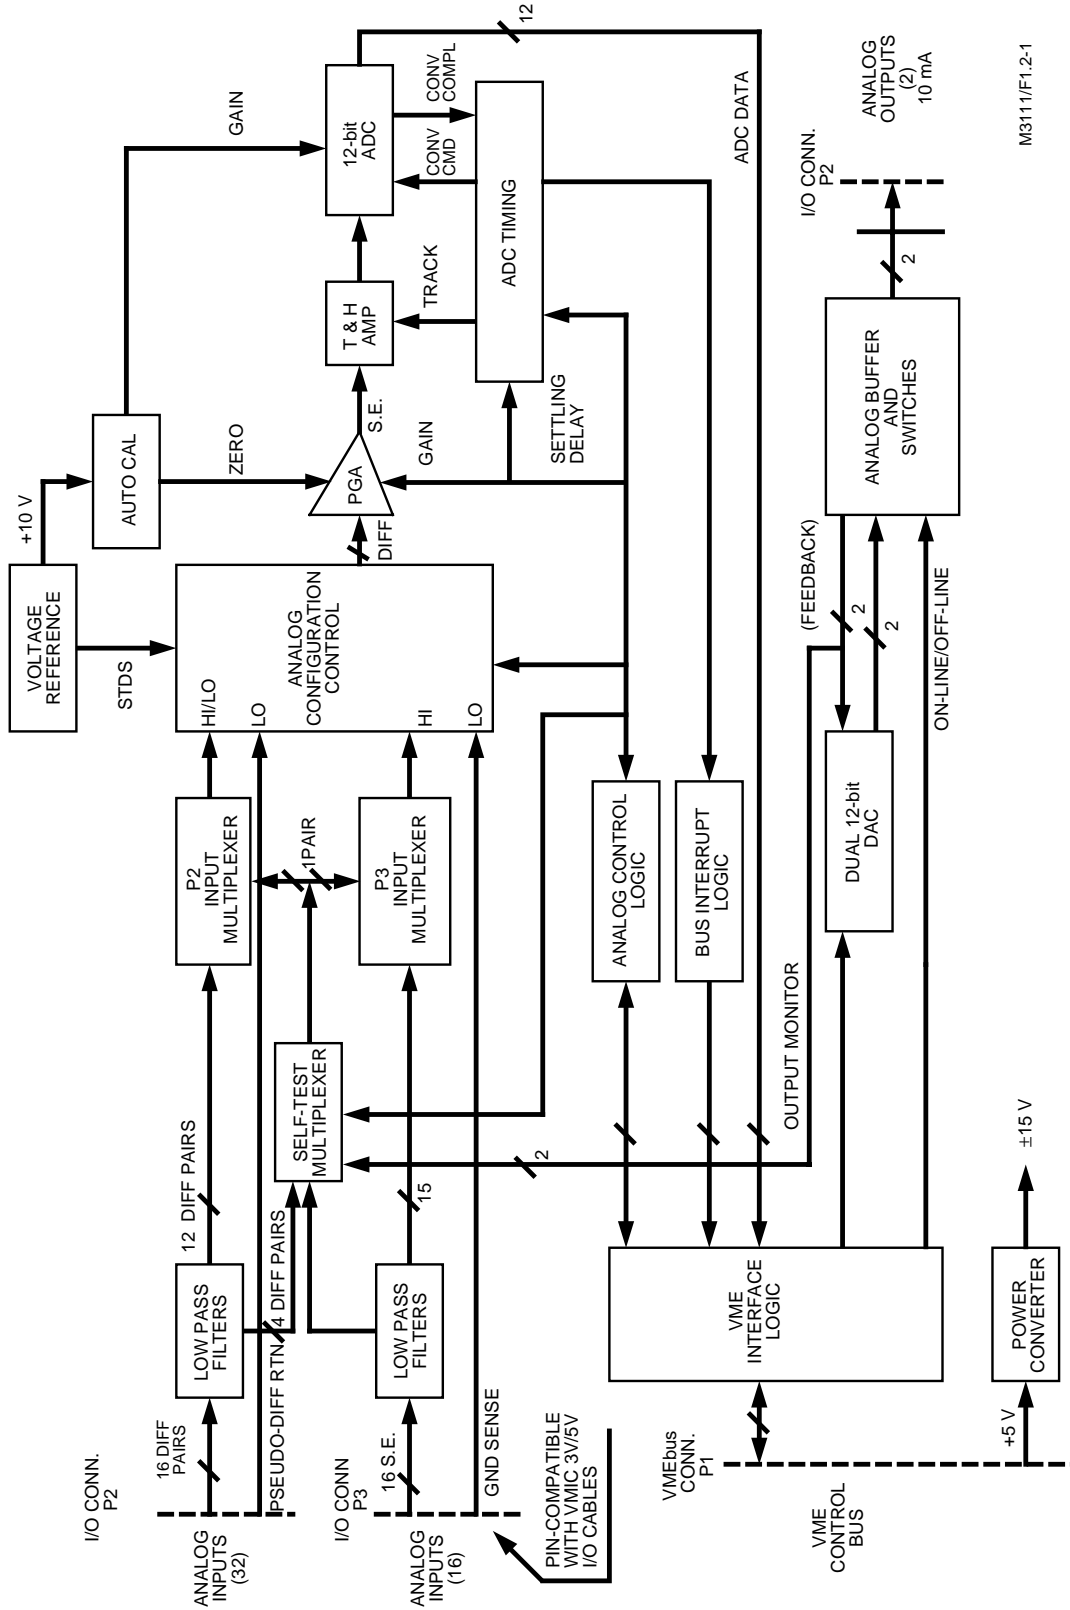 I/O CONN.
P2
ANALOG
INPUTS
(32)
16 DIFF
PAIRS
PSEUDO-DIFF RTN
LOW PASS
FILTERS
12 DIFF PAIRS
4 DIFF PAIRS
I/O CONN
P3
ANALOG
INPUTS
(16)
16 S.E.
GND SENSE
LOW PASS
FILTERS
15
PIN-COMPATIBLE
WITH VMIC 3V/5V
I/O CABLES
SELF-TEST
MULTIPLEXER
2
P2
INPUT
MULTIPLEXER
1PAIR
P3
INPUT
MULTIPLEXER
VOLTAGE
REFERENCE
STDS
+10 V
HI/LO
LO
HI
LO
ANALOG
CONFIGURATION
CONTROL
AUTO CAL
ZERO
GAIN
DIFF
PGA
S.E.
GAIN
T & H
AMP
TRACK
12-bit
ADC
CONV
CMD
CONV
COMPL
ADC TIMING
SETTLING
DELAY
12
ADC DATA
ANALOG CONTROL
LOGIC
BUS INTERRUPT
LOGIC
OUTPUT MONITOR
VMEbus
CONN.
P1
VME
CONTROL
BUS
VME
INTERFACE
LOGIC
DUAL 12-bit
DAC
(FEEDBACK)
2
2
ON-LINE/OFF-LINE
ANALOG BUFFER
AND
SWITCHES
2
I/O CONN.
P2
ANALOG
OUTPUTS
(2)
10 mA
+5 V
POWER
CONVERTER
±15 V
M3111/F1.2-1